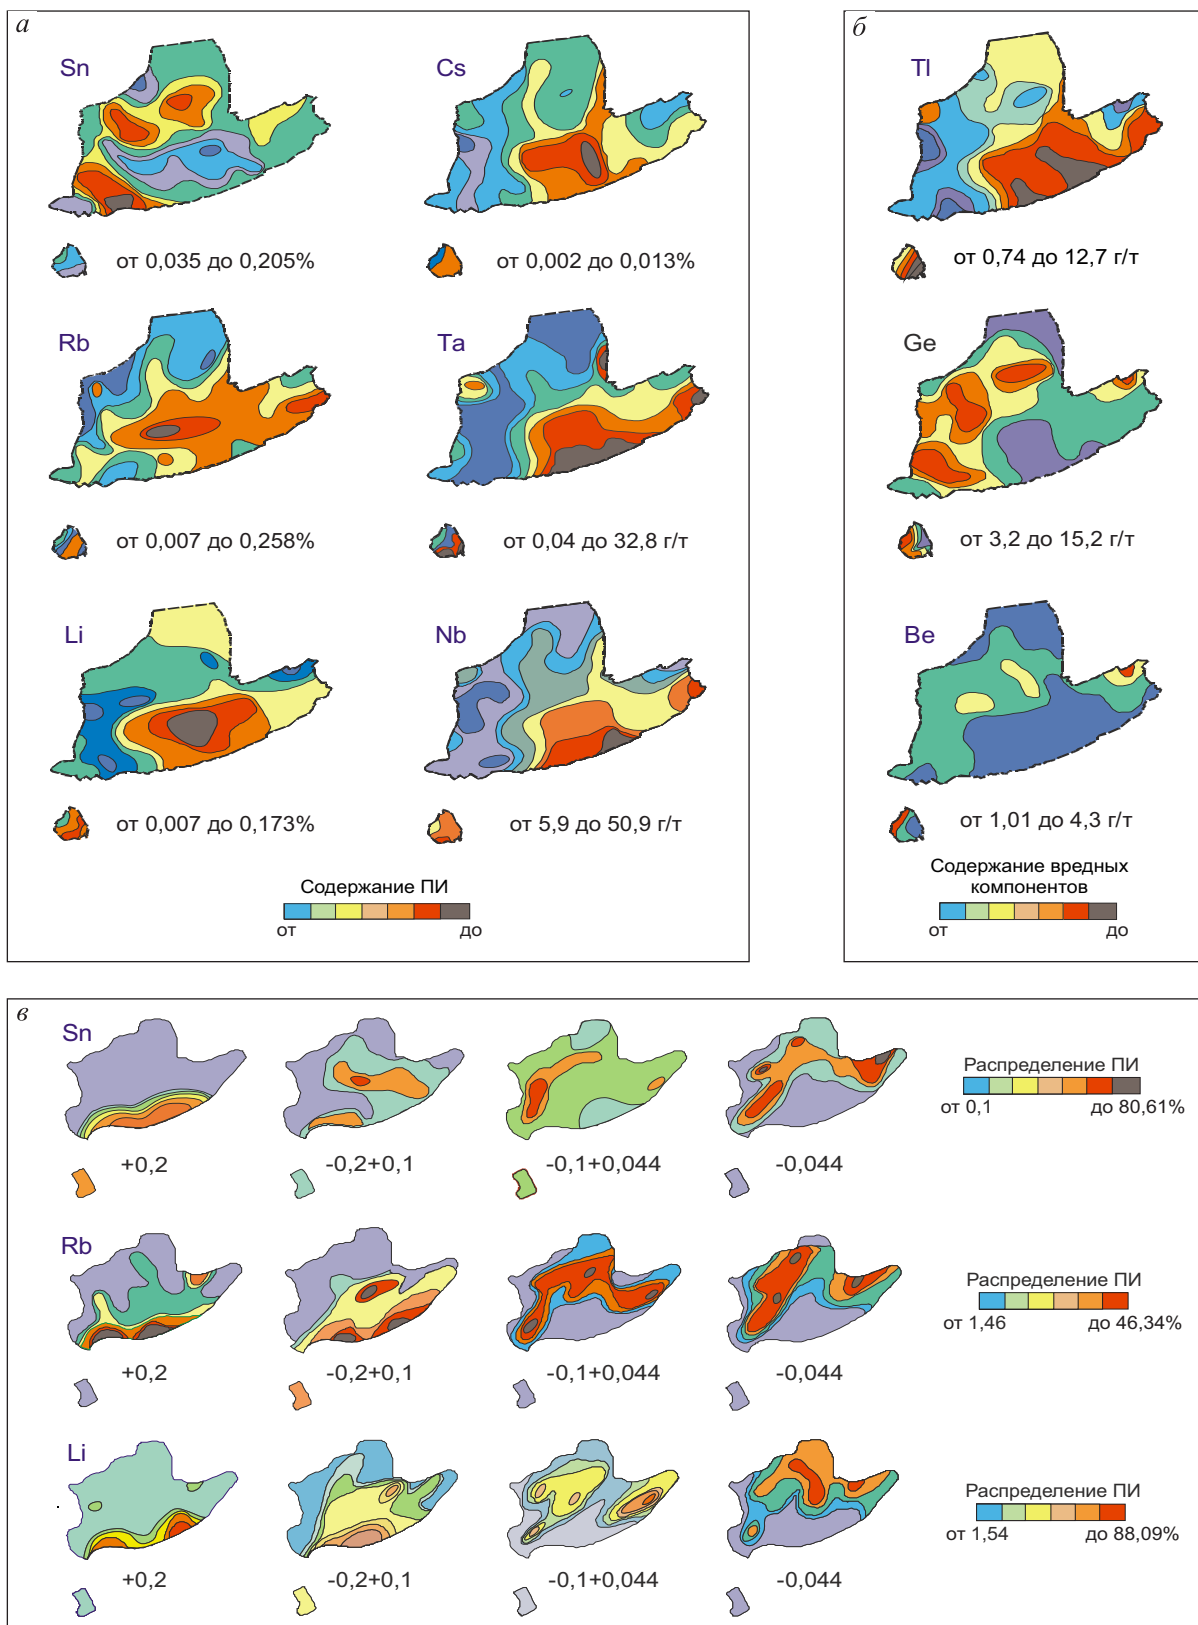 а
Sn
Cs
от 0,035 до 0,205%
от 0,002 до 0,013%
Rb
Ta
от 0,007 до 0,258%
от 0,04 до 32,8 г/т
Li
Nb
от 0,007 до 0,173%
от 5,9 до 50,9 г/т
Содержание ПИ
от
до
б
Tl
от 0,74 до 12,7 г/т
Ge
от 3,2 до 15,2 г/т
Be
от 1,01 до 4,3 г/т
Содержание вредных
компонентов
от
до
в
Sn
+0,2
-0,2+0,1
-0,1+0,044
-0,044
Распределение ПИ
от 0,1
до 80,61%
Rb
+0,2
-0,2+0,1
-0,1+0,044
-0,044
Распределение ПИ
от 1,46
до 46,34%
Li
+0,2
-0,2+0,1
-0,1+0,044
-0,044
Распределение ПИ
от 1,54
до 88,09%